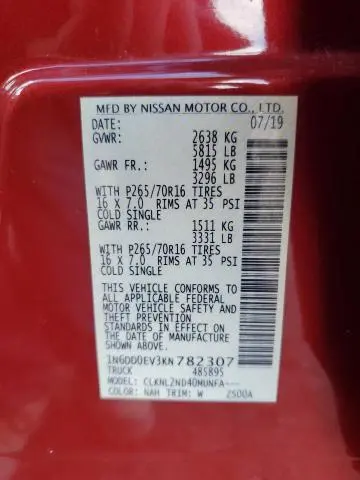 MFD BY NISSAN MOTOR CO., LTD.
DATE: 07/19
GVWR: 2638 KG
5815 LB
GAWR FR.: 1495 KG
3296 LB
WITH P265/70R16 TIRES
16 X 7.0 RIMS AT 35 PSI
COLD SINGLE
GAWR RR.: 1511 KG
3331 LB
WITH P265/70R16 TIRES
16 X 7.0 RIMS AT 35 PSI
COLD SINGLE
THIS VEHICLE CONFORMS TO
ALL APPLICABLE FEDERAL
MOTOR VEHICLE SAFETY AND
THEFT PREVENTION
STANDARDS IN EFFECT ON
THE DATE OF MANUFACTURE
SHOWN ABOVE.
1N6DD0EV3KN782307
TRUCK 485895
MODEL: CLKNL2ND40MUNFA---
COLOR: NAH TRIM: W 2500A